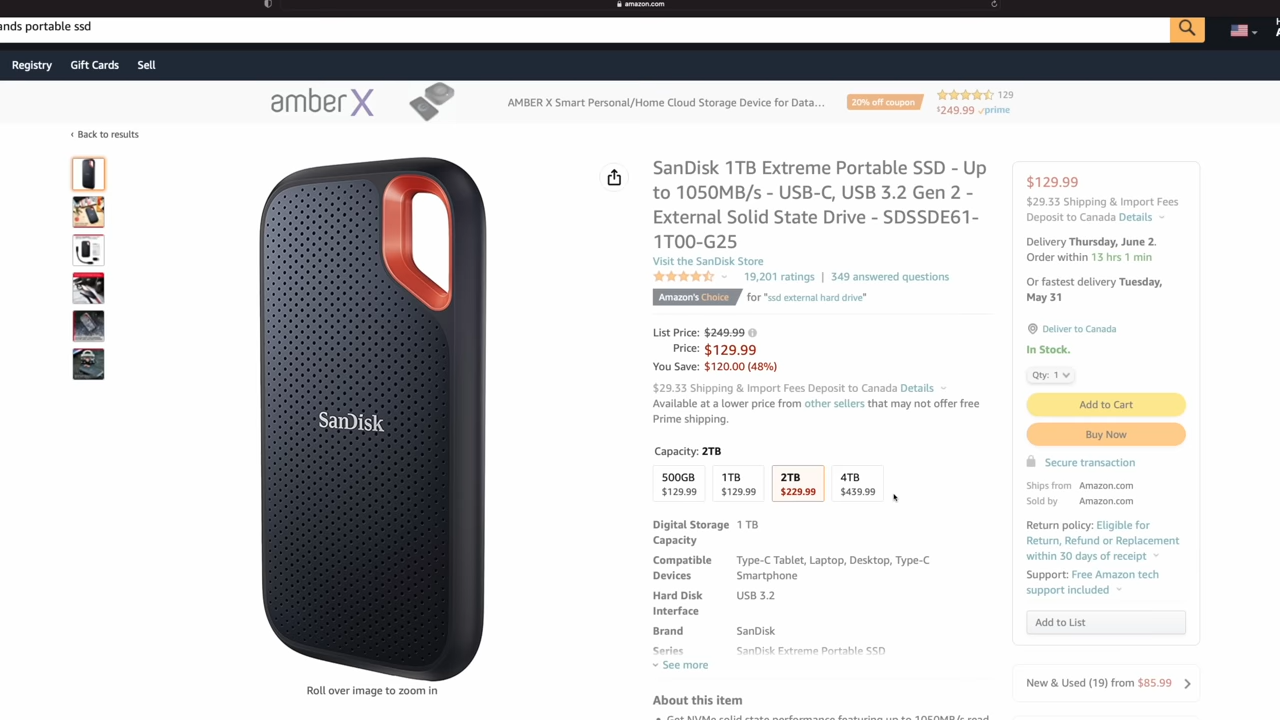 amazon.com
ands portable ssd
Registry
Gift Cards
Sell
amber X
AMBER X Smart Personal/Home Cloud Storage Device for Data...
20% off coupon
129
$249.99 prime
‹ Back to results
SanDisk 1TB Extreme Portable SSD - Up
to 1050MB/s - USB-C, USB 3.2 Gen 2 -
External Solid State Drive - SDSSDE61-
1T00-G25
Visit the SanDisk Store
19,201 ratings | 349 answered questions
Amazon's Choice for "ssd external hard drive"
List Price: $249.99
Price: $129.99
You Save: $120.00 (48%)
$29.33 Shipping & Import Fees Deposit to Canada Details
Available at a lower price from other sellers that may not offer free
Prime shipping.
Capacity: 2TB
500GB
$129.99
1TB
$129.99
2TB
$229.99
4TB
$439.99
Digital Storage Capacity 1 TB
Compatible Devices Type-C Tablet, Laptop, Desktop, Type-C
Smartphone
Hard Disk Interface USB 3.2
Brand SanDisk
Series SanDisk Extreme Portable SSD
See more
About this item
• Get NVMe solid state performance featuring up to 1050MB/s read
SanDisk
Roll over image to zoom in
$129.99
$29.33 Shipping & Import Fees
Deposit to Canada Details
Delivery Thursday, June 2.
Order within 13 hrs 1 min
Or fastest delivery Tuesday,
May 31
Deliver to Canada
In Stock.
Qty: 1
Add to Cart
Buy Now
Secure transaction
Ships from Amazon.com
Sold by Amazon.com
Return policy: Eligible for
Return, Refund or Replacement
within 30 days of receipt
Support: Free Amazon tech
support included
Add to List
New & Used (19) from $85.99